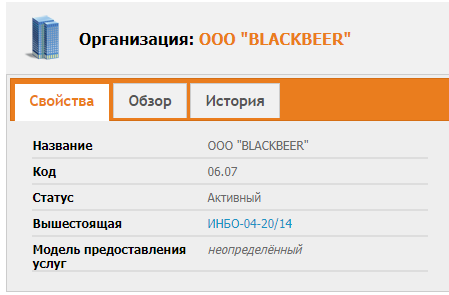 Организация: ООО "BLACKBEER"
Свойства Обзор История
Название ООО "BLACKBEER"
Код 06.07
Статус Активный
Вышестоящая ИНБО-04-20/14
Модель предоставления неопределённый
услуг